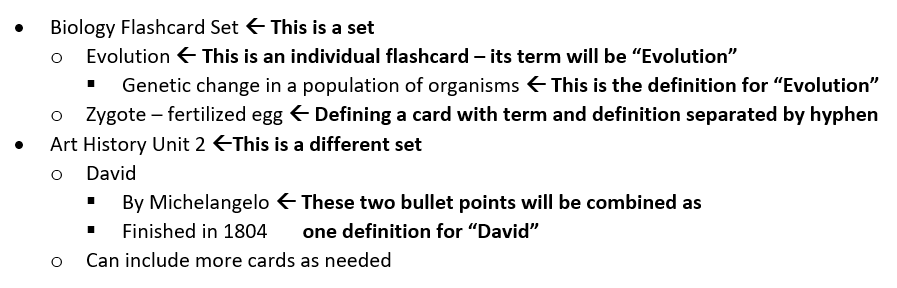 • Biology Flashcard Set ← This is a set
o Evolution ← This is an individual flashcard – its term will be “Evolution”
▪ Genetic change in a population of organisms ← This is the definition for “Evolution”
o Zygote – fertilized egg ← Defining a card with term and definition separated by hyphen
• Art History Unit 2 ←This is a different set
o David
▪ By Michelangelo ← These two bullet points will be combined as
▪ Finished in 1804 one definition for “David”
o Can include more cards as needed